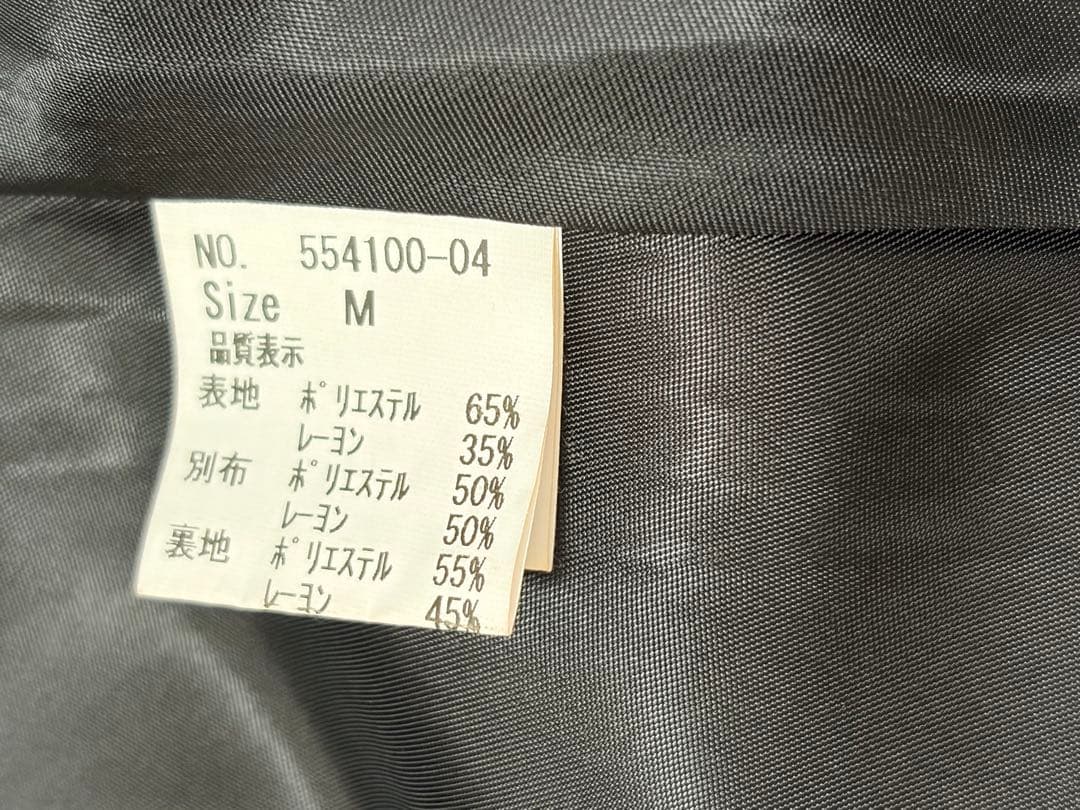 NO. 554100-04
Size M
品質表示
表地 ﾎﾟﾘｴｽﾃﾙ 65%
ﾚｰﾖﾝ 35%
別布 ﾎﾟﾘｴｽﾃﾙ 50%
ﾚｰﾖﾝ 50%
裏地 ﾎﾟﾘｴｽﾃﾙ 55%
ﾚｰﾖﾝ 45%